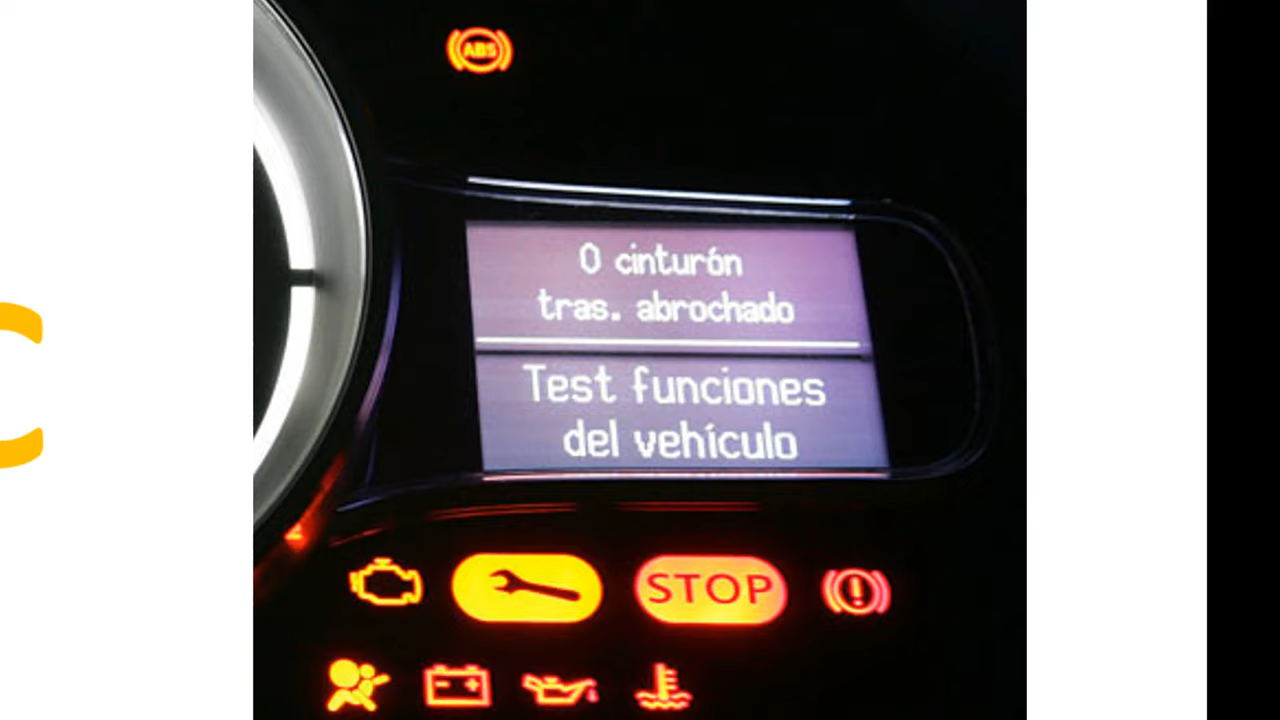 ABS
0 cinturón
tras. abrochado
Test funciones
del vehículo
STOP